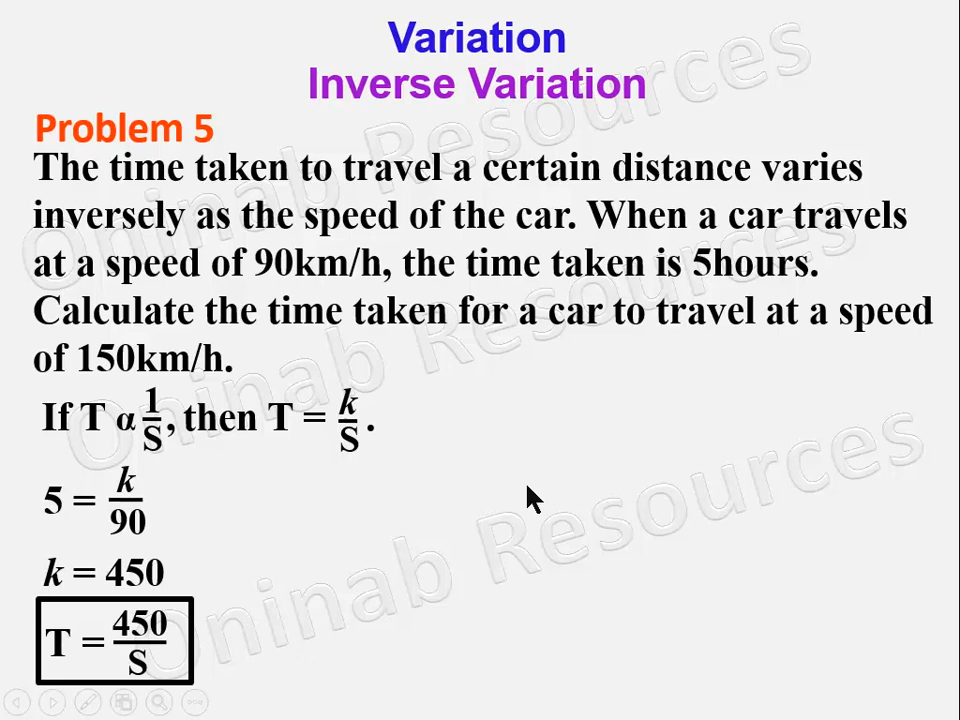 Variation
Inverse Variation
Problem 5
The time taken to travel a certain distance varies
inversely as the speed of the car. When a car travels
at a speed of 90km/h, the time taken is 5hours.
Calculate the time taken for a car to travel at a speed
of 150km/h.
If T α 1/S, then T = k/S.
5 = k/90
k = 450
T = 450/S
Oninab Resources
Oninab Resources
Oninab Resources
Oninab Resources